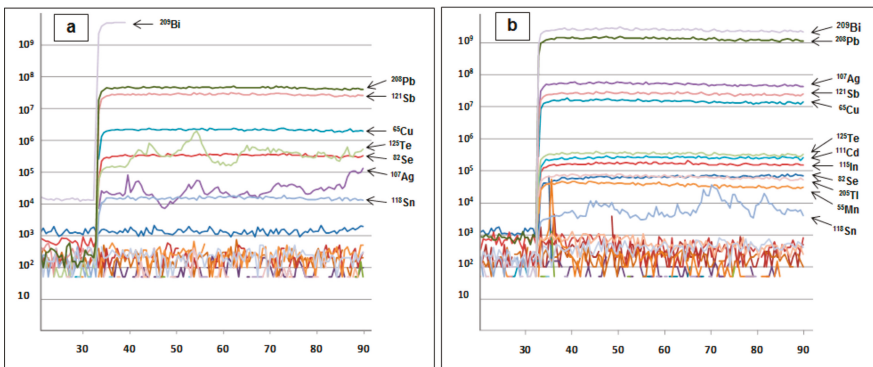 a
²⁰⁹Bi
10⁹
10⁸
10⁷
10⁶
10⁵
10⁴
10³
10²
10
²⁰⁸Pb
¹²¹Sb
⁶⁵Cu
¹²⁵Te
⁸²Se
¹⁰⁷Ag
¹¹⁸Sn
30 40 50 60 70 80 90
b
10⁹
10⁸
10⁷
10⁶
10⁵
10⁴
10³
10²
10
²⁰⁹Bi
²⁰⁸Pb
¹⁰⁷Ag
¹²¹Sb
⁶⁵Cu
¹²⁵Te
¹¹¹Cd
¹¹⁵In
⁸²Se
²⁰⁵Tl
⁵⁵Mn
¹¹⁸Sn
30 40 50 60 70 80 90